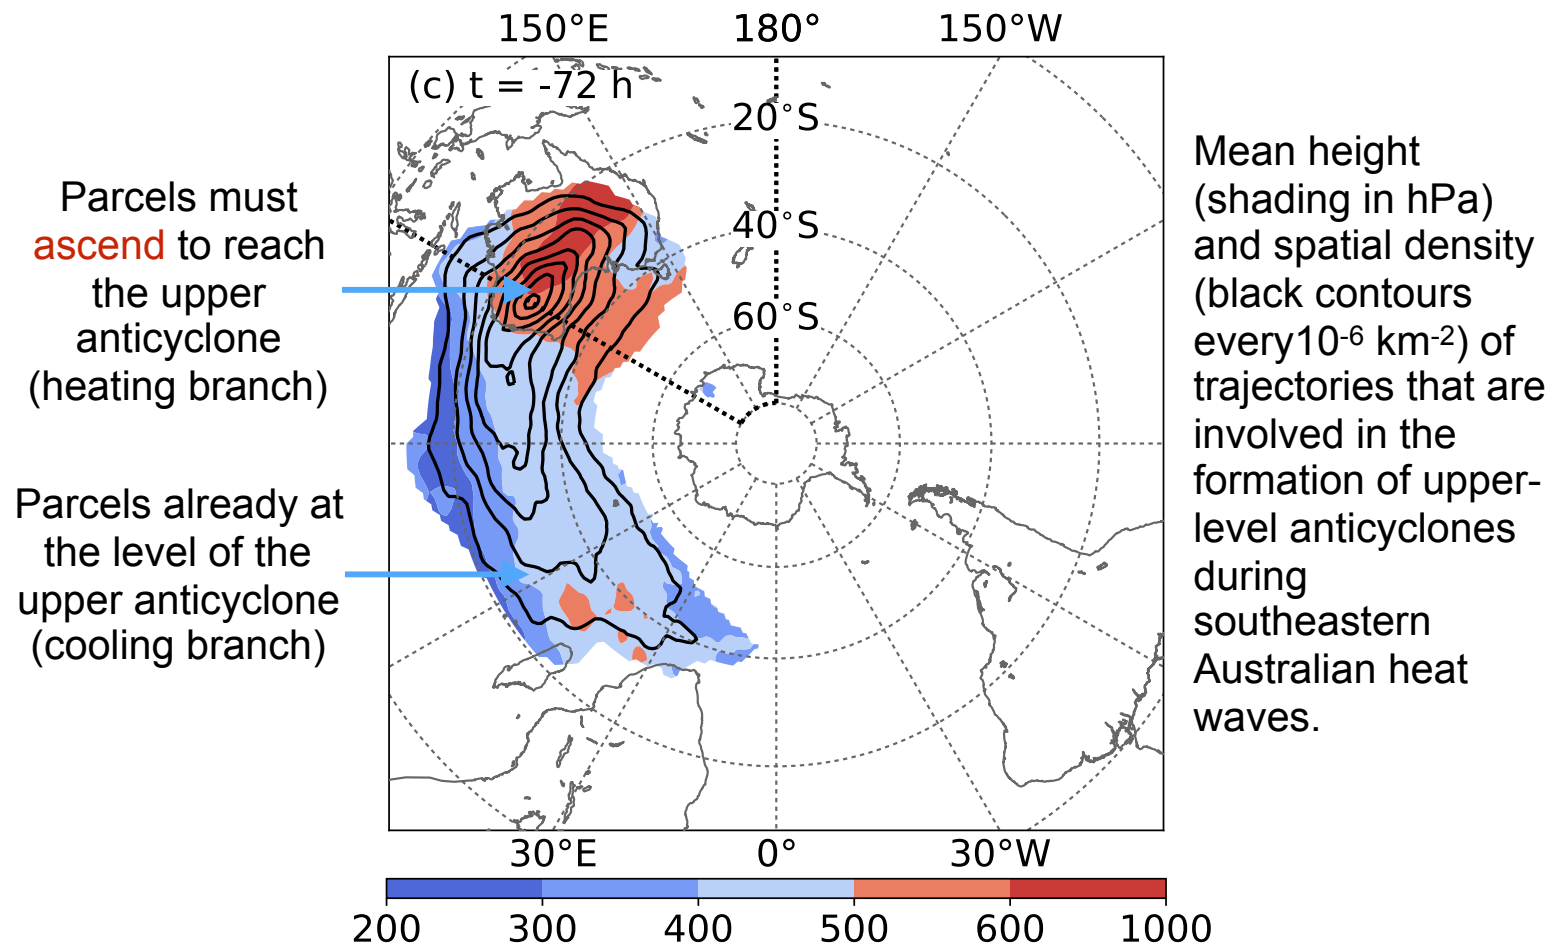 150°E 180° 150°W
(c) t = -72 h
20°S
40°S
60°S
30°E 0° 30°W
200 300 400 500 600 1000
Parcels must
ascend to reach
the upper
anticyclone
(heating branch)
Parcels already at
the level of the
upper anticyclone
(cooling branch)
Mean height
(shading in hPa)
and spatial density
(black contours
every10-6 km-2) of
trajectories that are
involved in the
formation of upper-
level anticyclones
during
southeastern
Australian heat
waves.